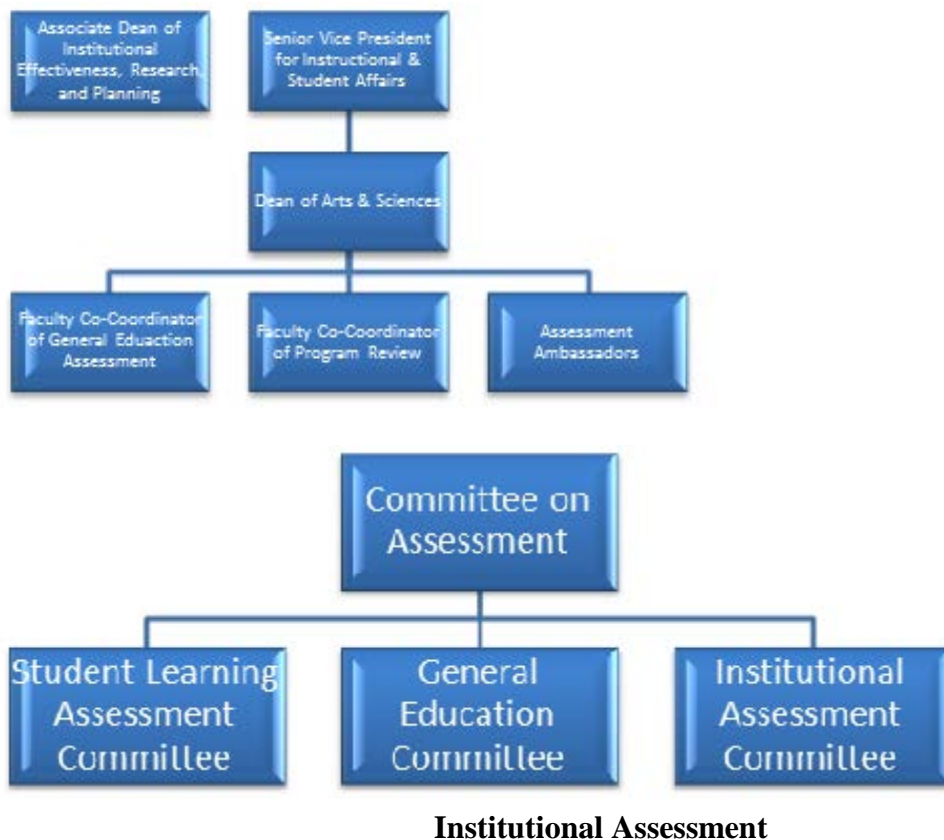 Associate Dean of
Institutional
Effectiveness, Research,
and Planning
Senior Vice President
for Instructional &
Student Affairs
Dean of Arts & Sciences
Faculty Co-Coordinator
of General Eduaction
Assessment
Faculty Co-Coordinator
of Program Review
Assessment
Ambassadors
Committee on
Assessment
Student Learning
Assessment
Committee
General
Education
Committee
Institutional
Assessment
Committee
Institutional Assessment